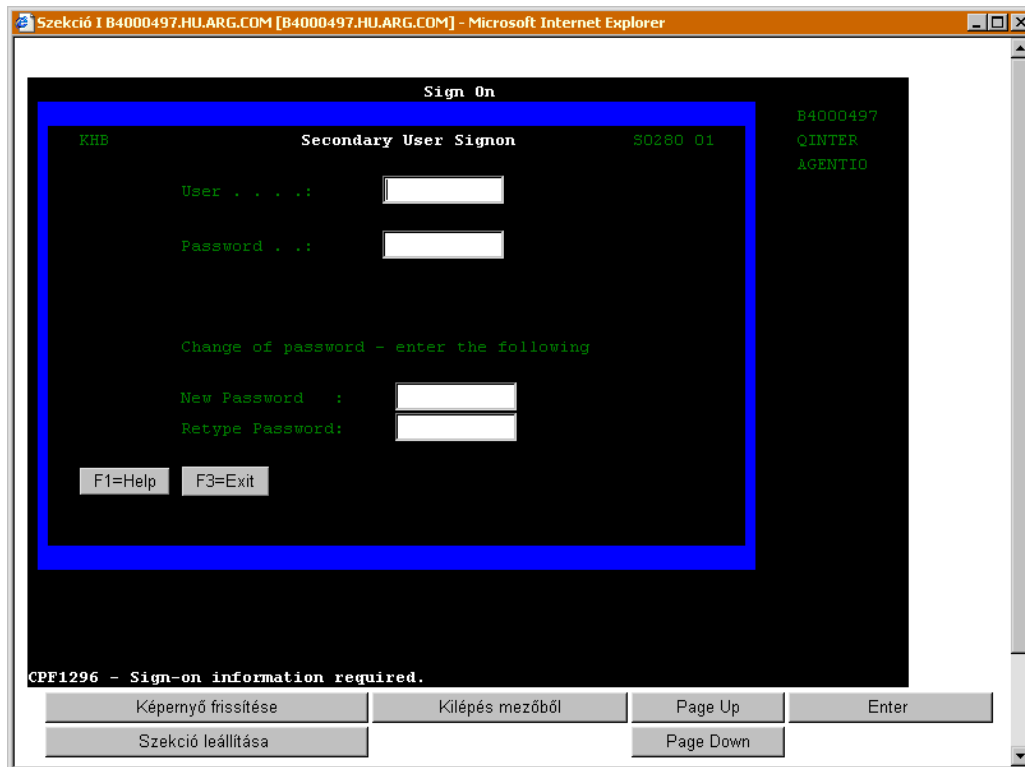 Szekció I B4000497.HU.ARG.COM [B4000497.HU.ARG.COM] - Microsoft Internet Explorer
Sign On
B4000497
KHB Secondary User Signon S0280 01 QINTER
AGENTIO
User . . . .:
Password . .:
Change of password - enter the following
New Password :
Retype Password:
F1=Help F3=Exit
CPF1296 - Sign-on information required.
Képernyő frissítése Kilépés mezőből Page Up Enter
Szekció leállítása Page Down